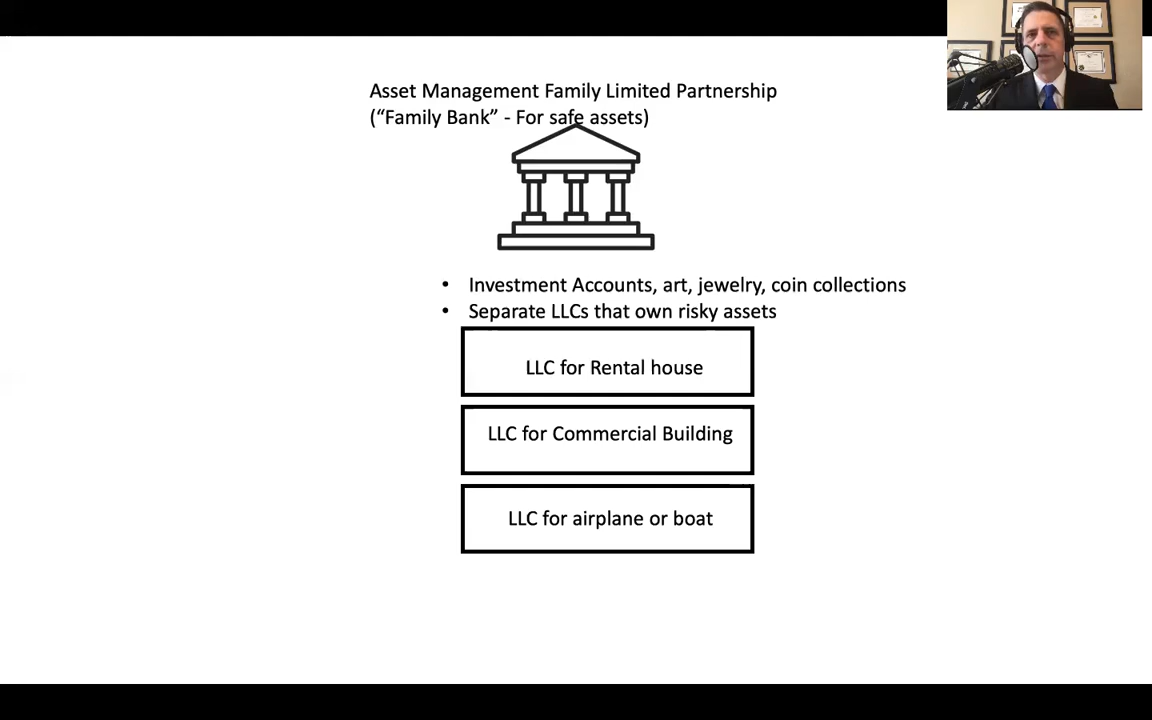 Asset Management Family Limited Partnership
(“Family Bank” - For safe assets)
• Investment Accounts, art, jewelry, coin collections
• Separate LLCs that own risky assets
LLC for Rental house
LLC for Commercial Building
LLC for airplane or boat